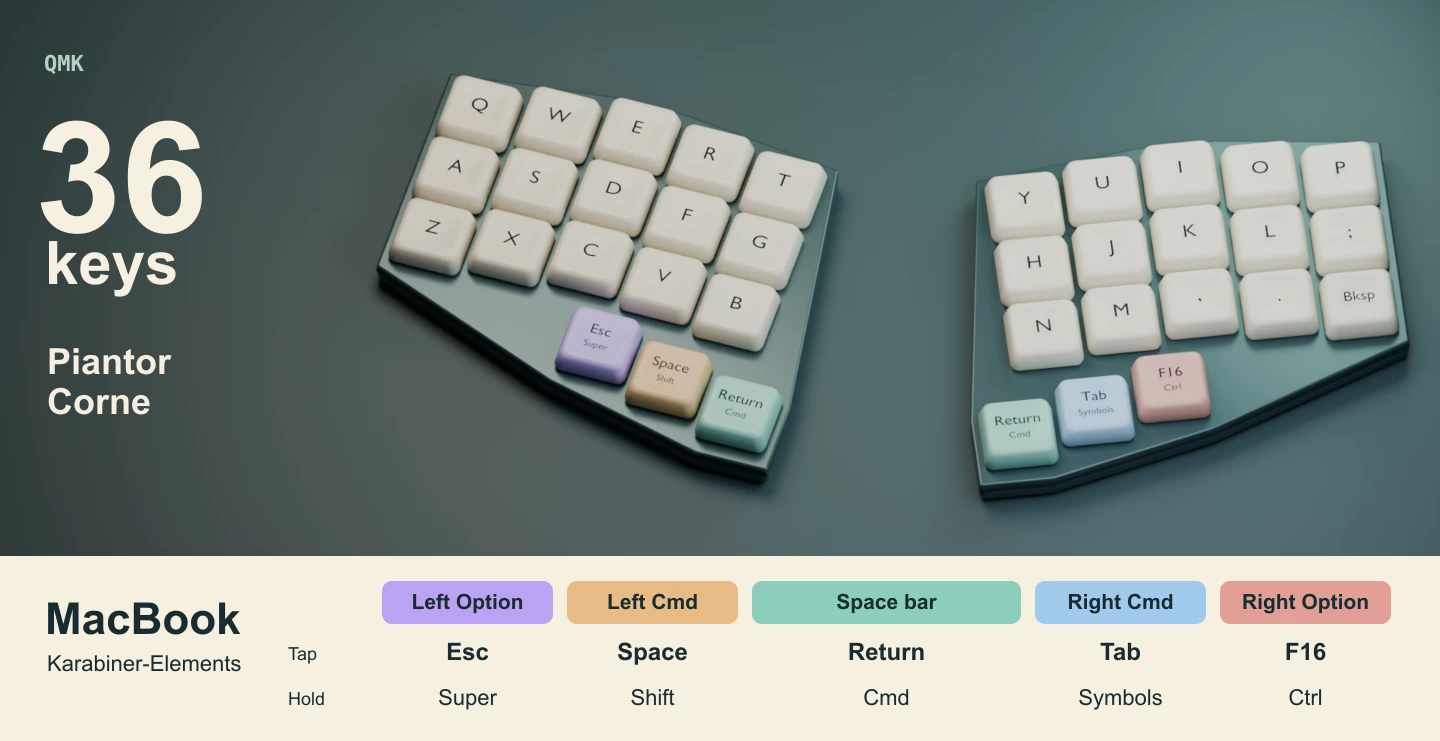 QMK
36
keys
Piantor
Corne
Q W E R T
A S D F G
Z X C V B
Esc
Super
Space
Shift
Return
Cmd
Y U I O P
H J K L ;
N M , . Bksp
Return
Cmd
Tab
Symbols
F16
Ctrl
MacBook
Karabiner-Elements
Left Option Left Cmd Space bar Right Cmd Right Option
Tap Esc Space Return Tab F16
Hold Super Shift Cmd Symbols Ctrl